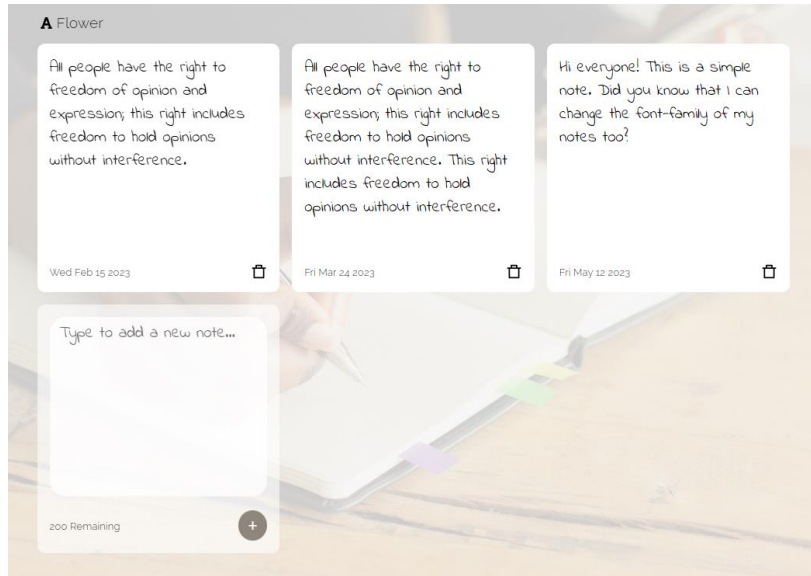 A Flower
All people have the right to
freedom of opinion and
expression; this right includes
freedom to hold opinions
without interference.
Wed Feb 15 2023
All people have the right to
freedom of opinion and
expression; this right includes
freedom to hold opinions
without interference. This right
includes freedom to hold
opinions without interference.
Fri Mar 24 2023
Hi everyone! This is a simple
note. Did you know that I can
change the font-family of my
notes too?
Fri May 12 2023
Type to add a new note...
200 Remaining
+